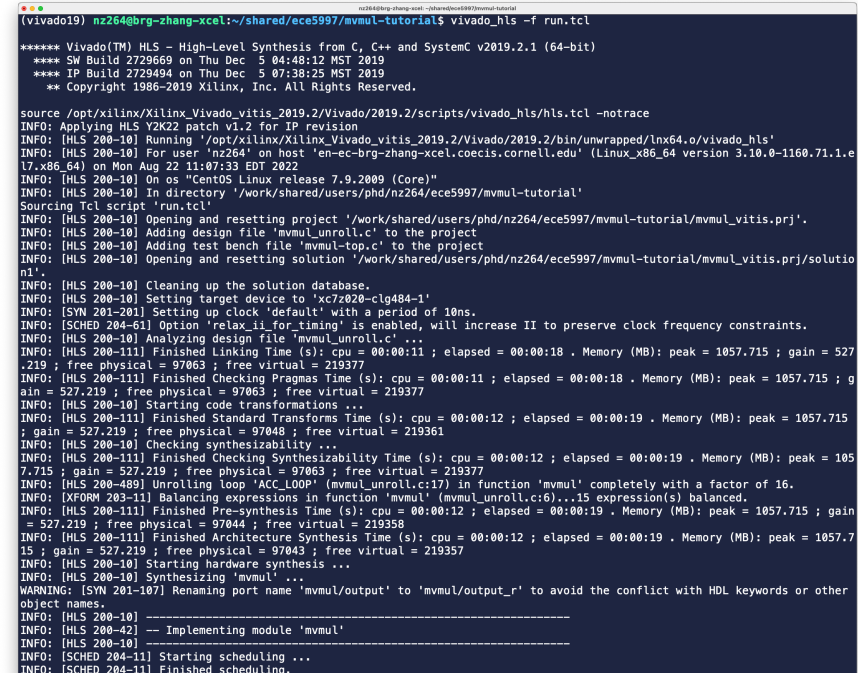 nz264@brg-zhang-xcel:~/shared/ece5997/mvmul-tutorial
(vivado19) nz264@brg-zhang-xcel:~/shared/ece5997/mvmul-tutorial$ vivado_hls -f run.tcl
****** Vivado(TM) HLS - High-Level Synthesis from C, C++ and SystemC v2019.2.1 (64-bit)
**** SW Build 2729669 on Thu Dec  5 04:48:12 MST 2019
**** IP Build 2729494 on Thu Dec  5 07:38:25 MST 2019
** Copyright 1986-2019 Xilinx, Inc. All Rights Reserved.
source /opt/xilinx/Xilinx_Vivado_vitis_2019.2/Vivado/2019.2/scripts/vivado_hls/hls.tcl -notrace
INFO: Applying HLS Y2K22 patch v1.2 for IP revision
INFO: [HLS 200-10] Running '/opt/xilinx/Xilinx_Vivado_vitis_2019.2/Vivado/2019.2/bin/unwrapped/lnx64.o/vivado_hls'
INFO: [HLS 200-10] For user 'nz264' on host 'en-ec-brg-zhang-xcel.coecis.cornell.edu' (Linux_x86_64 version 3.10.0-1160.71.1.e
l7.x86_64) on Mon Aug 22 11:07:33 EDT 2022
INFO: [HLS 200-10] On os "CentOS Linux release 7.9.2009 (Core)"
INFO: [HLS 200-10] In directory '/work/shared/users/phd/nz264/ece5997/mvmul-tutorial'
Sourcing Tcl script 'run.tcl'
INFO: [HLS 200-10] Opening and resetting project '/work/shared/users/phd/nz264/ece5997/mvmul-tutorial/mvmul_vitis.prj'.
INFO: [HLS 200-10] Adding design file 'mvmul_unroll.c' to the project
INFO: [HLS 200-10] Adding test bench file 'mvmul-top.c' to the project
INFO: [HLS 200-10] Opening and resetting solution '/work/shared/users/phd/nz264/ece5997/mvmul-tutorial/mvmul_vitis.prj/solutio
n1'.
INFO: [HLS 200-10] Cleaning up the solution database.
INFO: [HLS 200-10] Setting target device to 'xc7z020-clg484-1'
INFO: [SYN 201-201] Setting up clock 'default' with a period of 10ns.
INFO: [SCHED 204-61] Option 'relax_ii_for_timing' is enabled, will increase II to preserve clock frequency constraints.
INFO: [HLS 200-10] Analyzing design file 'mvmul_unroll.c' ...
INFO: [HLS 200-111] Finished Linking Time (s): cpu = 00:00:11 ; elapsed = 00:00:18 . Memory (MB): peak = 1057.715 ; gain = 527
.219 ; free physical = 97063 ; free virtual = 219377
INFO: [HLS 200-111] Finished Checking Pragmas Time (s): cpu = 00:00:11 ; elapsed = 00:00:18 . Memory (MB): peak = 1057.715 ; g
ain = 527.219 ; free physical = 97063 ; free virtual = 219377
INFO: [HLS 200-10] Starting code transformations ...
INFO: [HLS 200-111] Finished Standard Transforms Time (s): cpu = 00:00:12 ; elapsed = 00:00:19 . Memory (MB): peak = 1057.715
; gain = 527.219 ; free physical = 97048 ; free virtual = 219361
INFO: [HLS 200-10] Checking synthesizability ...
INFO: [HLS 200-111] Finished Checking Synthesizability Time (s): cpu = 00:00:12 ; elapsed = 00:00:19 . Memory (MB): peak = 105
7.715 ; gain = 527.219 ; free physical = 97063 ; free virtual = 219377
INFO: [HLS 200-489] Unrolling loop 'ACC_LOOP' (mvmul_unroll.c:17) in function 'mvmul' completely with a factor of 16.
INFO: [XFORM 203-11] Balancing expressions in function 'mvmul' (mvmul_unroll.c:6)...15 expression(s) balanced.
INFO: [HLS 200-111] Finished Pre-synthesis Time (s): cpu = 00:00:12 ; elapsed = 00:00:19 . Memory (MB): peak = 1057.715 ; gain
= 527.219 ; free physical = 97044 ; free virtual = 219358
INFO: [HLS 200-111] Finished Architecture Synthesis Time (s): cpu = 00:00:12 ; elapsed = 00:00:19 . Memory (MB): peak = 1057.7
15 ; gain = 527.219 ; free physical = 97043 ; free virtual = 219357
INFO: [HLS 200-10] Starting hardware synthesis ...
INFO: [HLS 200-10] Synthesizing 'mvmul' ...
WARNING: [SYN 201-107] Renaming port name 'mvmul/output' to 'mvmul/output_r' to avoid the conflict with HDL keywords or other
object names.
INFO: [HLS 200-10] ----------------------------------------------------------------
INFO: [HLS 200-42] -- Implementing module 'mvmul'
INFO: [HLS 200-10] ----------------------------------------------------------------
INFO: [SCHED 204-11] Starting scheduling ...
INFO: [SCHED 204-11] Finished scheduling.